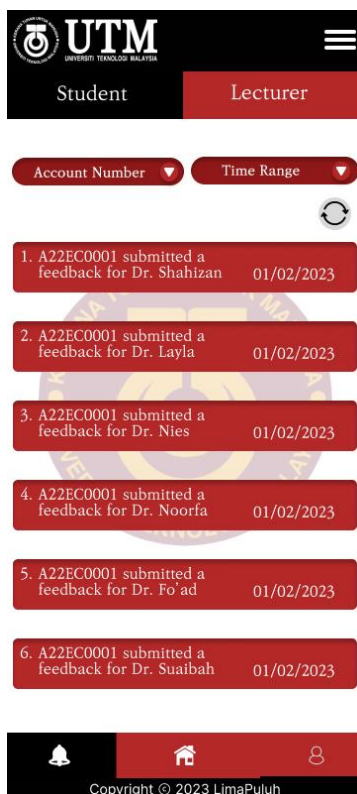 UTM
UNIVERSITI TEKNOLOGI MALAYSIA
Student
Lecturer
Account Number
Time Range
1. A22EC0001 submitted a
feedback for Dr. Shahizan
01/02/2023
2. A22EC0001 submitted a
feedback for Dr. Layla
01/02/2023
3. A22EC0001 submitted a
feedback for Dr. Nies
01/02/2023
4. A22EC0001 submitted a
feedback for Dr. Noorfa
01/02/2023
5. A22EC0001 submitted a
feedback for Dr. Fo'ad
01/02/2023
6. A22EC0001 submitted a
feedback for Dr. Suaibah
01/02/2023
Copyright © 2023 LimaPuluh